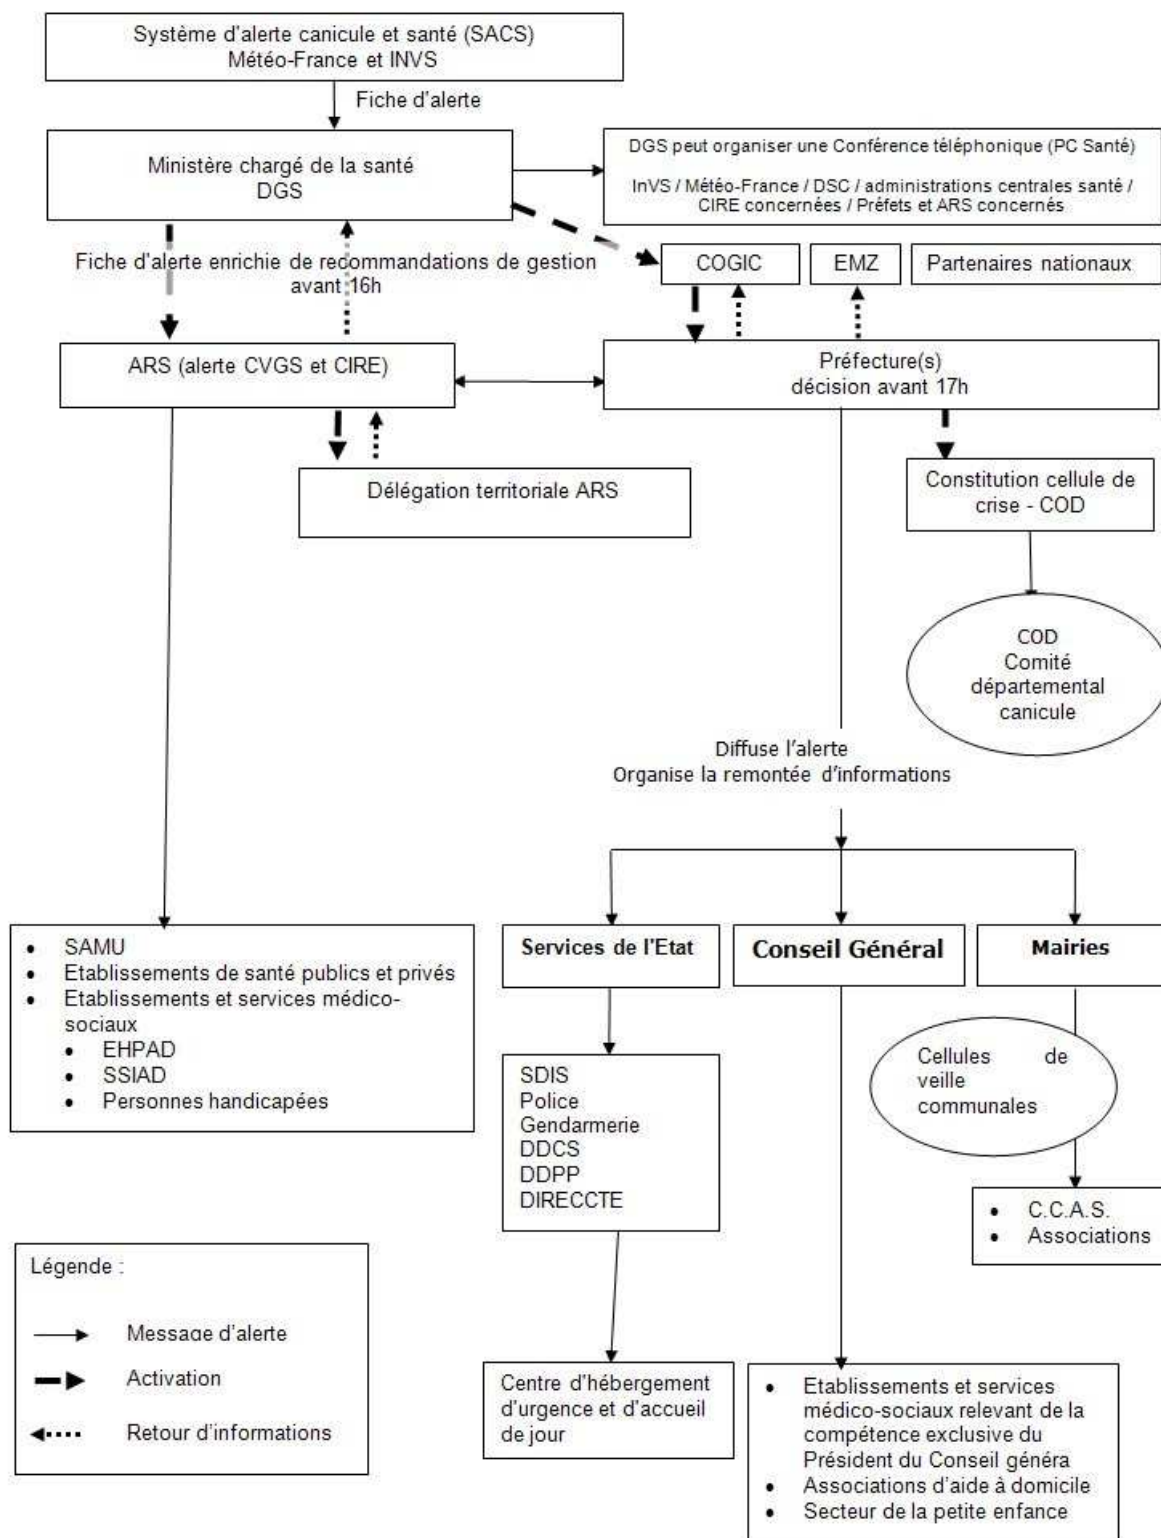 Système d'alerte canicule et santé (SACS)
Météo-France et INVS
Fiche d'alerte
Ministère chargé de la santé
DGS
DGS peut organiser une Conférence téléphonique (PC Santé)
InVS / Météo-France / DSC / administrations centrales santé /
CIRE concernées / Préfets et ARS concernés
Fiche d'alerte enrichie de recommandations de gestion
avant 16h
COGIC
EMZ
Partenaires nationaux
ARS (alerte CVGS et CIRE)
Préfecture(s)
décision avant 17h
Délégation territoriale ARS
Constitution cellule de
crise - COD
COD
Comité
départemental
canicule
Diffuse l'alerte
Organise la remontée d'informations
• SAMU
• Etablissements de santé publics et privés
• Etablissements et services médico-
sociaux
• EHPAD
• SSIAD
• Personnes handicapées
Services de l'Etat
Conseil Général
Mairies
SDIS
Police
Gendarmerie
DDCS
DDPP
DIRECCTE
Cellules de
veille
communales
• C.C.A.S.
• Associations
Centre d'hébergement
d'urgence et d'accueil
de jour
• Etablissements et services
médico-sociaux relevant de la
compétence exclusive du
Président du Conseil généra
• Associations d'aide à domicile
• Secteur de la petite enfance
Légende :
Message d'alerte
Activation
Retour d'informations